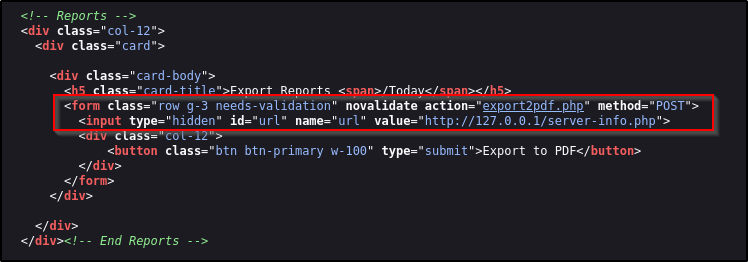 <!-- Reports -->
<div class="col-12">
<div class="card">
<div class="card-body">
<h5 class="card-title">Export Reports <span>/Today</span></h5>
<form class="row g-3 needs-validation" novalidate action="export2pdf.php" method="POST">
<input type="hidden" id="url" name="url" value="http://127.0.0.1/server-info.php">
<div class="col-12">
<button class="btn btn-primary w-100" type="submit">Export to PDF</button>
</div>
</form>
</div>
</div>
</div><!-- End Reports -->